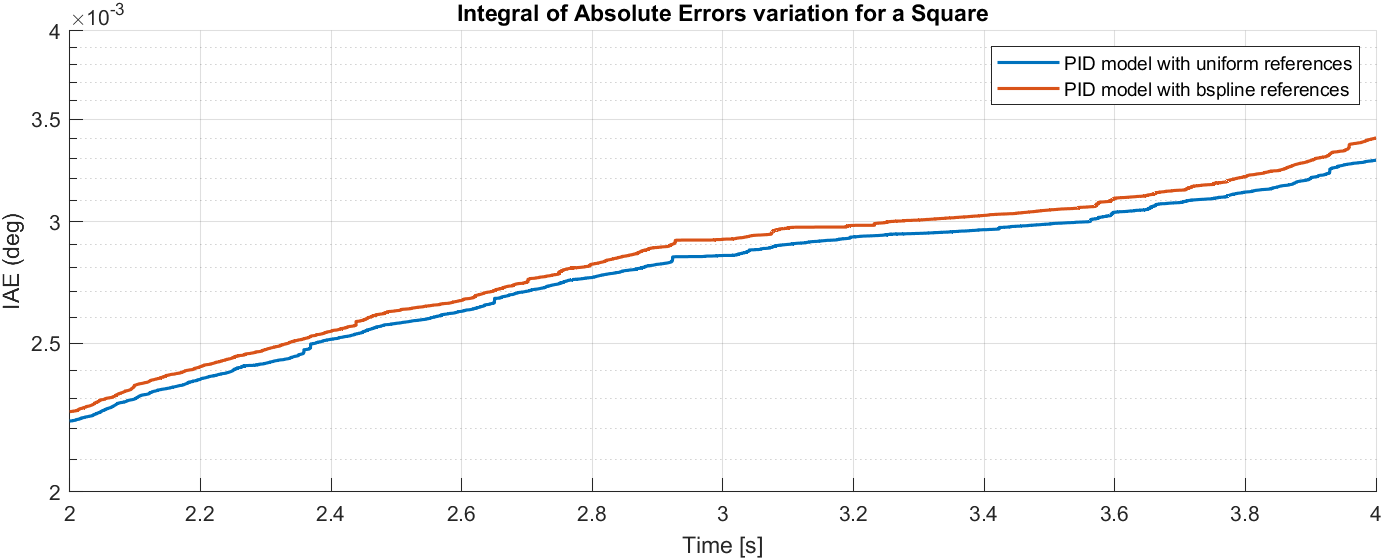 Integral of Absolute Errors variation for a Square
×10⁻³
4
3.5
3
2.5
2
IAE (deg)
PID model with uniform references
PID model with bspline references
2 2.2 2.4 2.6 2.8 3 3.2 3.4 3.6 3.8 4
Time [s]